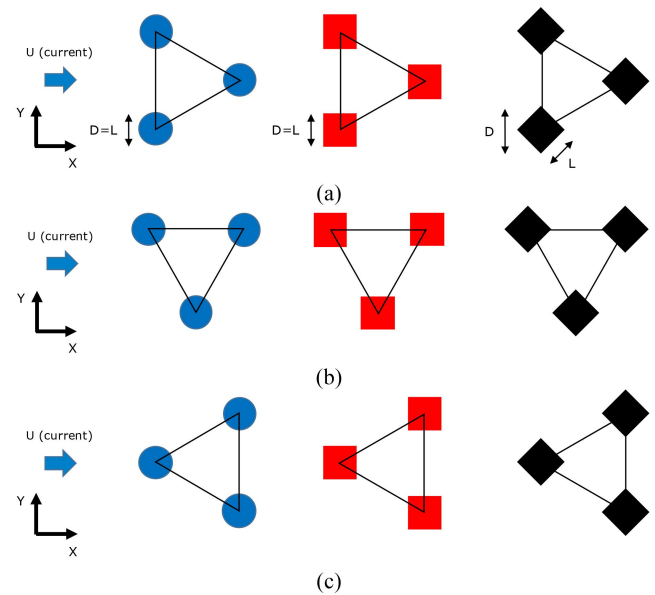 U (current)
Y
X
D=L
D=L
D
L
(a)
U (current)
Y
X
(b)
U (current)
Y
X
(c)